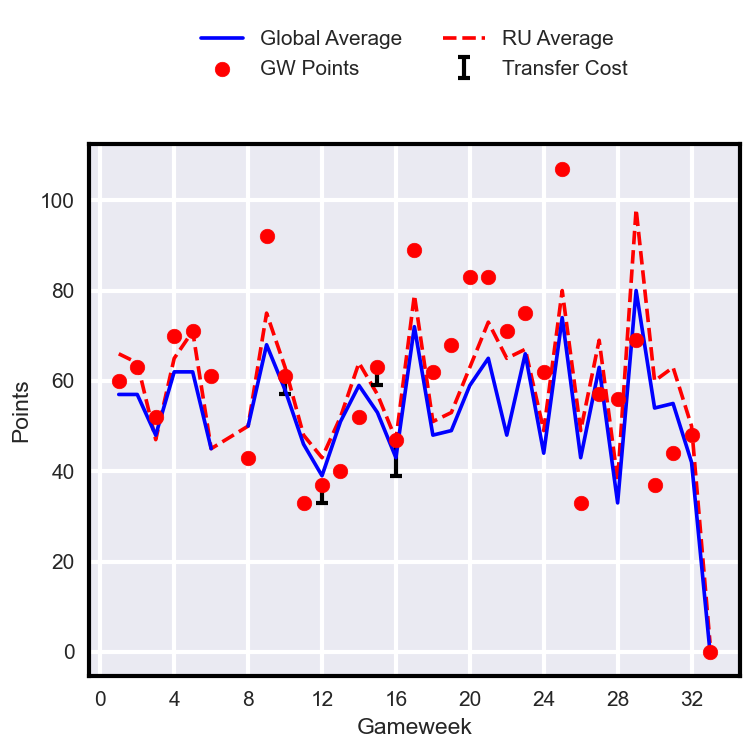 Global Average
RU Average
GW Points
Transfer Cost
100
80
60
40
20
0
Points
0 4 8 12 16 20 24 28 32
Gameweek